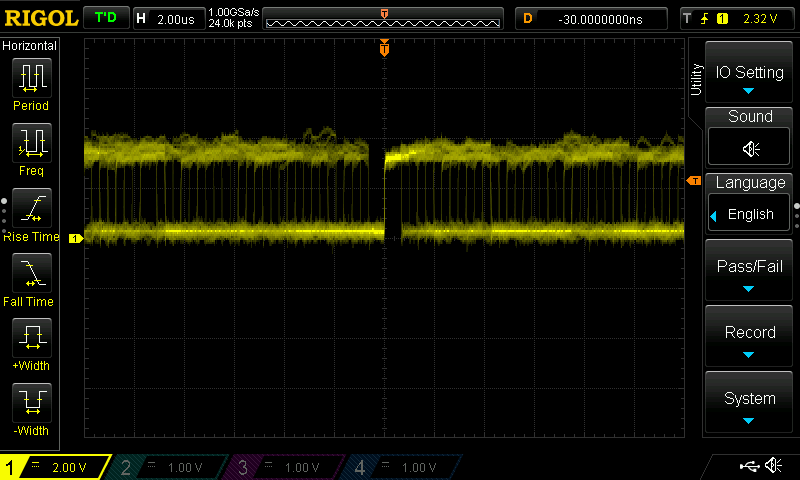 RIGOL T'D H 2.00us 1.00GSa/s
24.0k pts T D -30.0000000ns T 1 2.32 V
Horizontal
Period
Freq
Rise Time
Fall Time
+Width
-Width
T
T
1
Utility
IO Setting
Sound
Language
English
Pass/Fail
Record
System
1 2.00 V 2 1.00 V 3 1.00 V 4 1.00 V